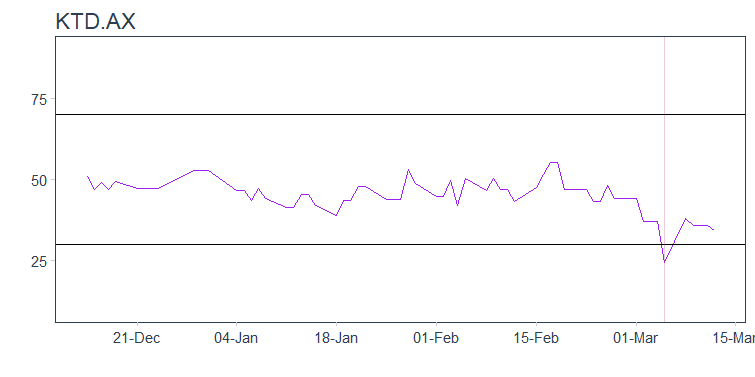 KTD.AX
75
50
25
21-Dec
04-Jan
18-Jan
01-Feb
15-Feb
01-Mar
15-Mar